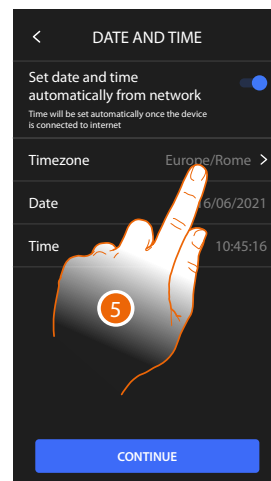 < DATE AND TIME
Set date and time
automatically from network
Time will be set automatically once the device
is connected to internet
Timezone Europe/Rome >
Date 6/06/2021
Time 10:45:16
5
CONTINUE